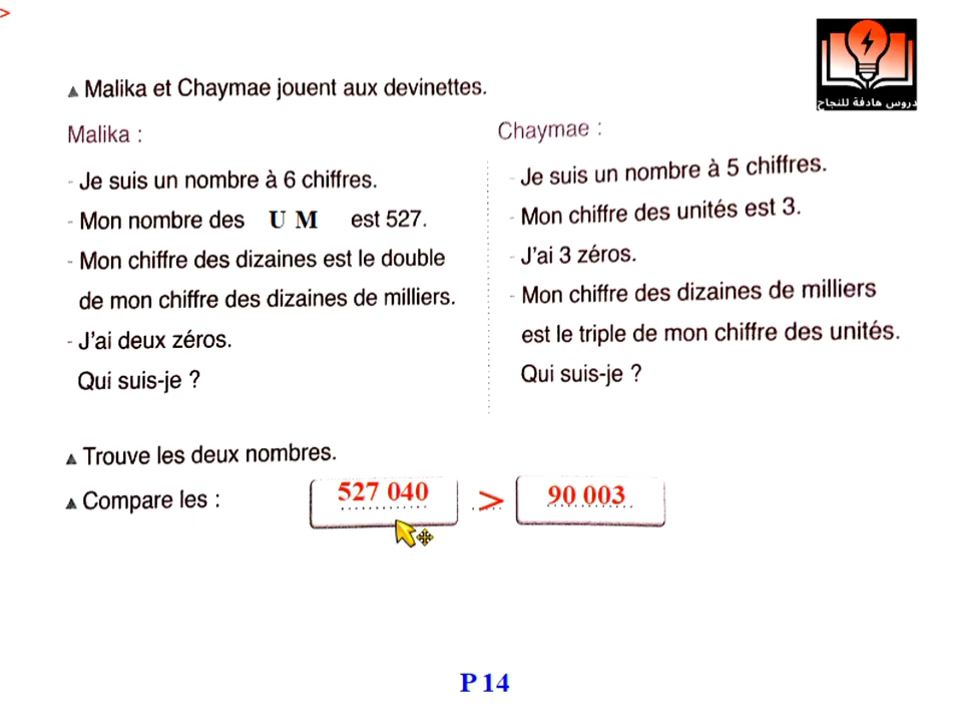 >
دروس هادفة للنجاح
▲ Malika et Chaymae jouent aux devinettes.
Malika :
- Je suis un nombre à 6 chiffres.
- Mon nombre des U M est 527.
- Mon chiffre des dizaines est le double
de mon chiffre des dizaines de milliers.
- J'ai deux zéros.
Qui suis-je ?
Chaymae :
- Je suis un nombre à 5 chiffres.
- Mon chiffre des unités est 3.
- J'ai 3 zéros.
- Mon chiffre des dizaines de milliers
est le triple de mon chiffre des unités.
Qui suis-je ?
▲ Trouve les deux nombres.
▲ Compare les : 527 040 > 90 003
P 14